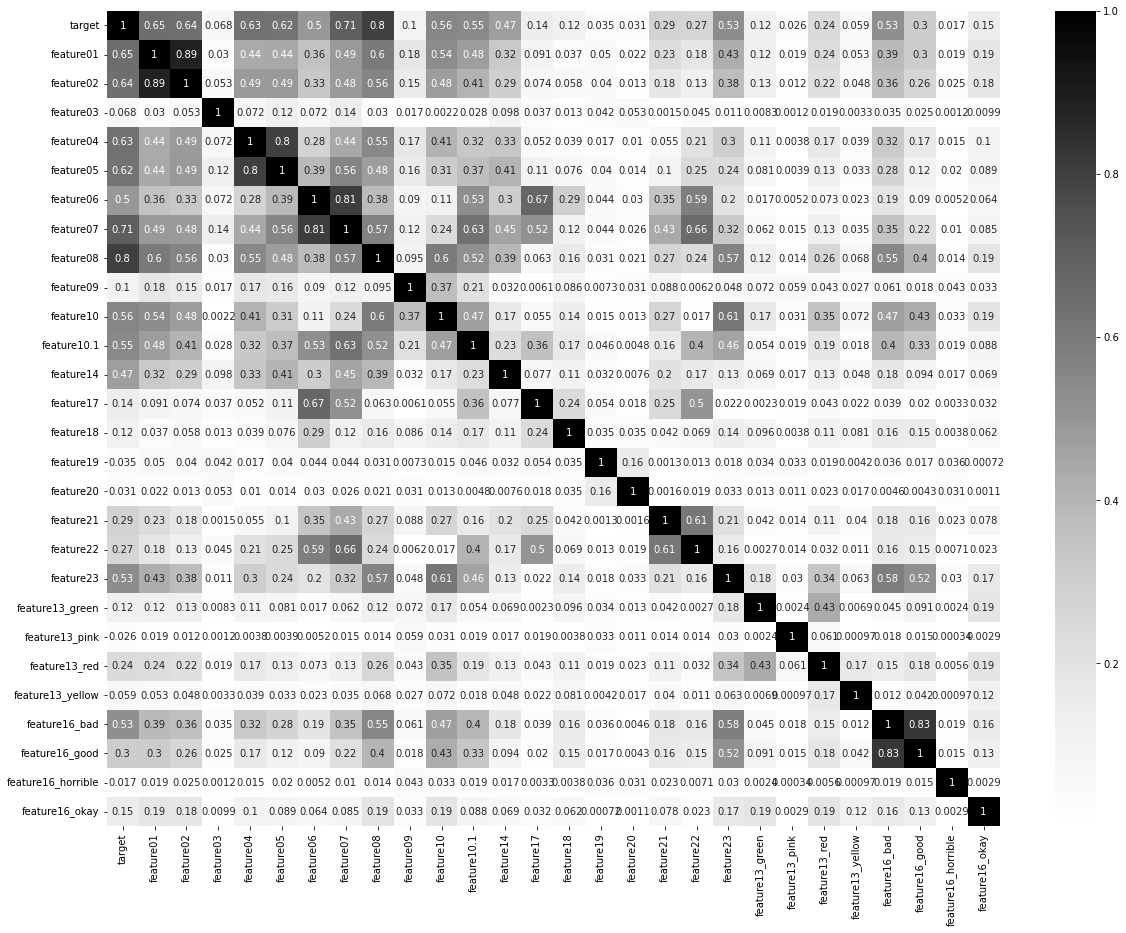 target 1 0.65 0.64 0.068 0.63 0.62 0.5 0.71 0.8 0.1 0.56 0.55 0.47 0.14 0.12 0.035 0.031 0.29 0.27 0.53 0.12 0.026 0.24 0.059 0.53 0.3 0.017 0.15
feature01 0.65 1 0.89 0.03 0.44 0.44 0.36 0.49 0.6 0.18 0.54 0.48 0.32 0.091 0.037 0.05 0.022 0.23 0.18 0.43 0.12 0.019 0.24 0.053 0.39 0.3 0.019 0.19
feature02 0.64 0.89 1 0.053 0.49 0.49 0.33 0.48 0.56 0.15 0.48 0.41 0.29 0.074 0.058 0.04 0.013 0.18 0.13 0.38 0.13 0.012 0.22 0.048 0.36 0.26 0.025 0.18
feature03 0.068 0.03 0.053 1 0.072 0.12 0.072 0.14 0.03 0.017 0.0022 0.028 0.098 0.037 0.013 0.042 0.053 0.0015 0.045 0.011 0.0083 0.0012 0.019 0.0033 0.035 0.025 0.0012 0.0099
feature04 0.63 0.44 0.49 0.072 1 0.8 0.28 0.44 0.55 0.17 0.41 0.32 0.33 0.052 0.039 0.017 0.01 0.055 0.21 0.3 0.11 0.0038 0.17 0.039 0.32 0.17 0.015 0.1
feature05 0.62 0.44 0.49 0.12 0.8 1 0.39 0.56 0.48 0.16 0.31 0.37 0.41 0.11 0.076 0.04 0.014 0.1 0.25 0.24 0.081 0.0039 0.13 0.033 0.28 0.12 0.02 0.089
feature06 0.5 0.36 0.33 0.072 0.28 0.39 1 0.81 0.38 0.09 0.11 0.53 0.3 0.67 0.29 0.044 0.03 0.35 0.59 0.2 0.017 0.0052 0.073 0.023 0.19 0.09 0.0052 0.064
feature07 0.71 0.49 0.48 0.14 0.44 0.56 0.81 1 0.57 0.12 0.24 0.63 0.45 0.52 0.12 0.044 0.026 0.43 0.66 0.32 0.062 0.015 0.13 0.035 0.35 0.22 0.01 0.085
feature08 0.8 0.6 0.56 0.03 0.55 0.48 0.38 0.57 1 0.095 0.6 0.52 0.39 0.063 0.16 0.031 0.021 0.27 0.24 0.57 0.12 0.014 0.26 0.068 0.55 0.4 0.014 0.19
feature09 0.1 0.18 0.15 0.017 0.17 0.16 0.09 0.12 0.095 1 0.37 0.21 0.032 0.0061 0.086 0.0073 0.031 0.088 0.0062 0.048 0.072 0.059 0.043 0.027 0.061 0.018 0.043 0.033
feature10 0.56 0.54 0.48 0.0022 0.41 0.31 0.11 0.24 0.6 0.37 1 0.47 0.17 0.055 0.14 0.015 0.013 0.27 0.017 0.61 0.17 0.031 0.35 0.072 0.47 0.43 0.033 0.19
feature10.1 0.55 0.48 0.41 0.028 0.32 0.37 0.53 0.63 0.52 0.21 0.47 1 0.23 0.36 0.17 0.046 0.0048 0.16 0.4 0.46 0.054 0.019 0.19 0.018 0.4 0.33 0.019 0.088
feature14 0.47 0.32 0.29 0.098 0.33 0.41 0.3 0.45 0.39 0.032 0.17 0.23 1 0.077 0.11 0.032 0.0076 0.2 0.17 0.13 0.069 0.017 0.13 0.048 0.18 0.094 0.017 0.069
feature17 0.14 0.091 0.074 0.037 0.052 0.11 0.67 0.52 0.063 0.0061 0.055 0.36 0.077 1 0.24 0.054 0.018 0.25 0.5 0.022 0.0023 0.019 0.043 0.022 0.039 0.02 0.0033 0.032
feature18 0.12 0.037 0.058 0.013 0.039 0.076 0.29 0.12 0.16 0.086 0.14 0.17 0.11 0.24 1 0.035 0.035 0.042 0.069 0.14 0.096 0.0038 0.11 0.081 0.16 0.15 0.0038 0.062
feature19 0.035 0.05 0.04 0.042 0.017 0.04 0.044 0.044 0.031 0.0073 0.015 0.046 0.032 0.054 0.035 1 0.16 0.0013 0.013 0.018 0.034 0.033 0.019 0.0042 0.036 0.017 0.036 0.00072
feature20 0.031 0.022 0.013 0.053 0.01 0.014 0.03 0.026 0.021 0.031 0.013 0.0048 0.0076 0.018 0.035 0.16 1 0.0016 0.019 0.033 0.013 0.011 0.023 0.017 0.0046 0.0043 0.031 0.0011
feature21 0.29 0.23 0.18 0.0015 0.055 0.1 0.35 0.43 0.27 0.088 0.27 0.16 0.2 0.25 0.042 0.0013 0.0016 1 0.61 0.21 0.042 0.014 0.11 0.04 0.18 0.16 0.023 0.078
feature22 0.27 0.18 0.13 0.045 0.21 0.25 0.59 0.66 0.24 0.0062 0.017 0.4 0.17 0.5 0.069 0.013 0.019 0.61 1 0.16 0.0027 0.014 0.032 0.011 0.16 0.15 0.0071 0.023
feature23 0.53 0.43 0.38 0.011 0.3 0.24 0.2 0.32 0.57 0.048 0.61 0.46 0.13 0.022 0.14 0.018 0.033 0.21 0.16 1 0.18 0.03 0.34 0.063 0.58 0.52 0.03 0.17
feature13_green 0.12 0.12 0.13 0.0083 0.11 0.081 0.017 0.062 0.12 0.072 0.17 0.054 0.069 0.0023 0.096 0.034 0.013 0.042 0.0027 0.18 1 0.0024 0.43 0.0069 0.045 0.091 0.0024 0.19
feature13_pink 0.026 0.019 0.012 0.0012 0.0038 0.0039 0.0052 0.015 0.014 0.059 0.031 0.019 0.017 0.019 0.0038 0.033 0.011 0.014 0.014 0.03 0.0024 1 0.061 0.00097 0.018 0.015 0.00034 0.0029
feature13_red 0.24 0.24 0.22 0.019 0.17 0.13 0.073 0.13 0.26 0.043 0.35 0.19 0.13 0.043 0.11 0.019 0.023 0.11 0.032 0.34 0.43 0.061 1 0.17 0.15 0.18 0.0056 0.19
feature13_yellow 0.059 0.053 0.048 0.0033 0.039 0.033 0.023 0.035 0.068 0.027 0.072 0.018 0.048 0.022 0.081 0.0042 0.017 0.04 0.011 0.063 0.0069 0.00097 0.17 1 0.012 0.042 0.00097 0.12
feature16_bad 0.53 0.39 0.36 0.035 0.32 0.28 0.19 0.35 0.55 0.061 0.47 0.4 0.18 0.039 0.16 0.036 0.0046 0.18 0.16 0.58 0.045 0.018 0.15 0.012 1 0.83 0.019 0.16
feature16_good 0.3 0.3 0.26 0.025 0.17 0.12 0.09 0.22 0.4 0.018 0.43 0.33 0.094 0.02 0.15 0.017 0.0043 0.16 0.15 0.52 0.091 0.015 0.18 0.042 0.83 1 0.015 0.13
feature16_horrible 0.017 0.019 0.025 0.0012 0.015 0.02 0.0052 0.01 0.014 0.043 0.033 0.019 0.017 0.0033 0.0038 0.036 0.031 0.023 0.0071 0.03 0.0024 0.00034 0.0056 0.00097 0.019 0.015 1 0.0029
feature16_okay 0.15 0.19 0.18 0.0099 0.1 0.089 0.064 0.085 0.19 0.033 0.19 0.088 0.069 0.032 0.062 0.00072 0.0011 0.078 0.023 0.17 0.19 0.0029 0.19 0.12 0.16 0.13 0.0029 1
target
feature01
feature02
feature03
feature04
feature05
feature06
feature07
feature08
feature09
feature10
feature10.1
feature14
feature17
feature18
feature19
feature20
feature21
feature22
feature23
feature13_green
feature13_pink
feature13_red
feature13_yellow
feature16_bad
feature16_good
feature16_horrible
feature16_okay
1.0
0.8
0.6
0.4
0.2